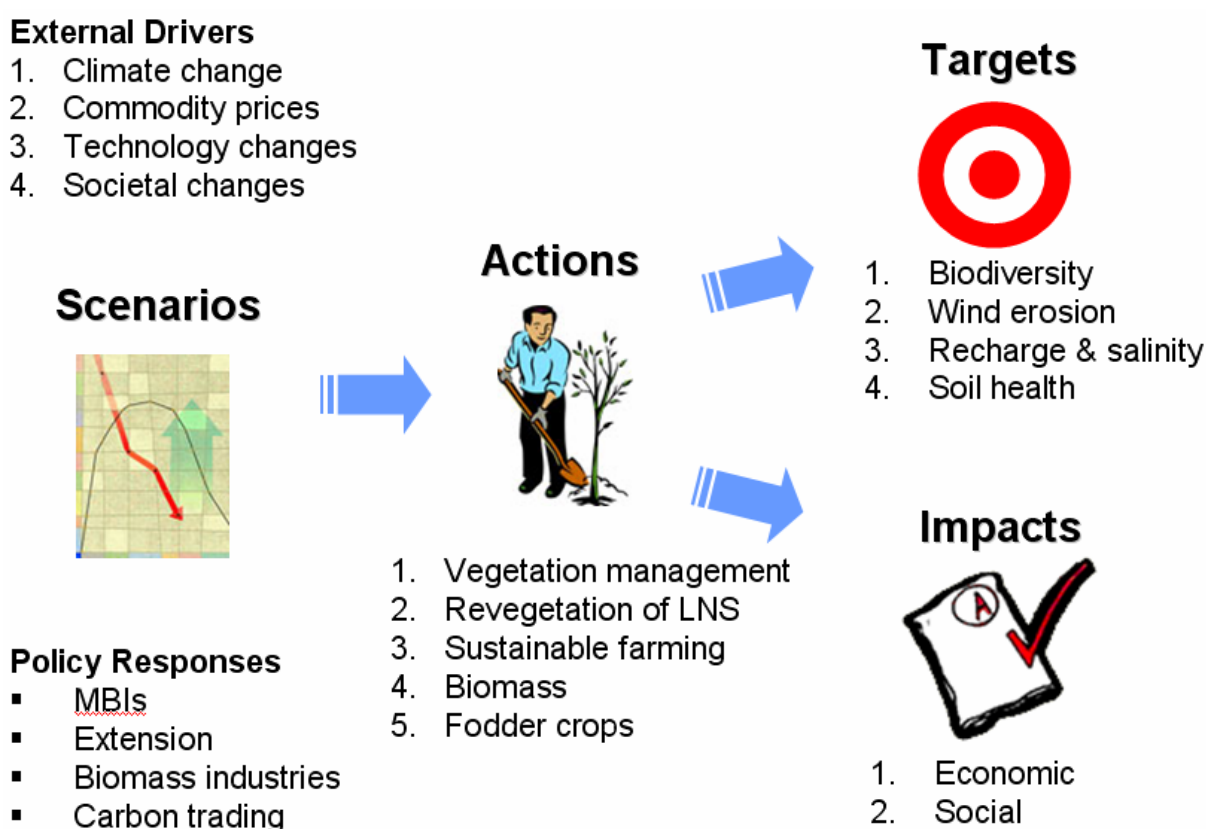 External Drivers
1. Climate change
2. Commodity prices
3. Technology changes
4. Societal changes
Scenarios
Policy Responses
▪ MBIs
▪ Extension
▪ Biomass industries
▪ Carbon trading
Actions
1. Vegetation management
2. Revegetation of LNS
3. Sustainable farming
4. Biomass
5. Fodder crops
Targets
1. Biodiversity
2. Wind erosion
3. Recharge & salinity
4. Soil health
Impacts
A
1. Economic
2. Social